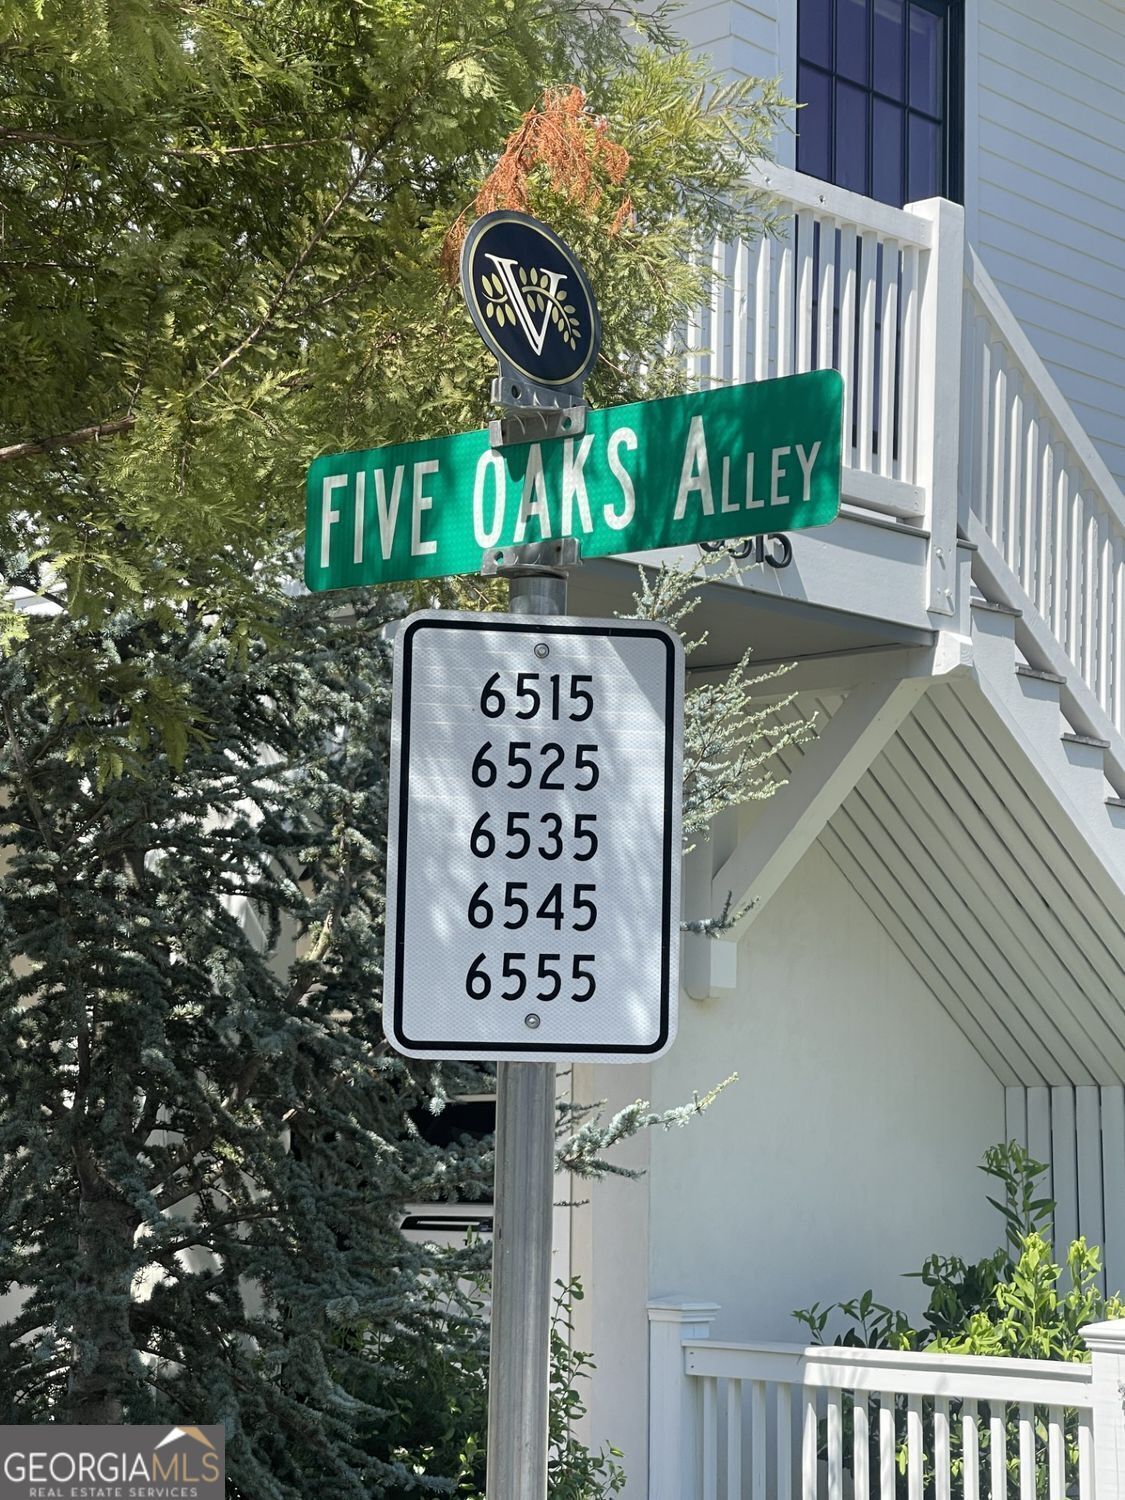 V
FIVE OAKS ALLEY
6515
6525
6535
6545
6555
GEORGIAMLS
REAL ESTATE SERVICES